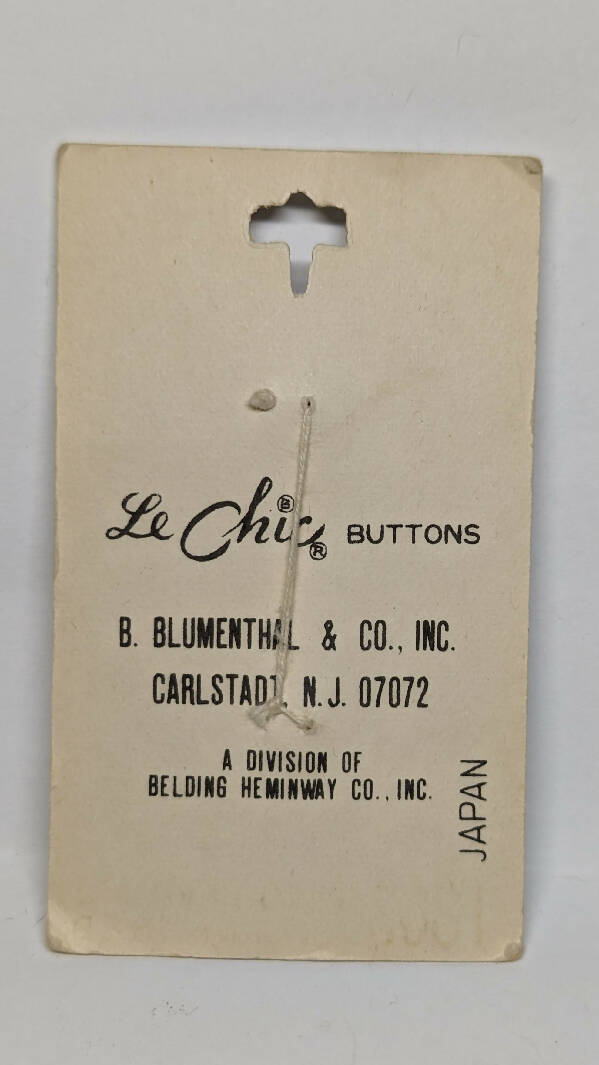 Le Chic® BUTTONS
B. BLUMENTHAL & CO., INC.
CARLSTADT, N.J. 07072
A DIVISION OF
BELDING HEMINWAY CO., INC.
JAPAN